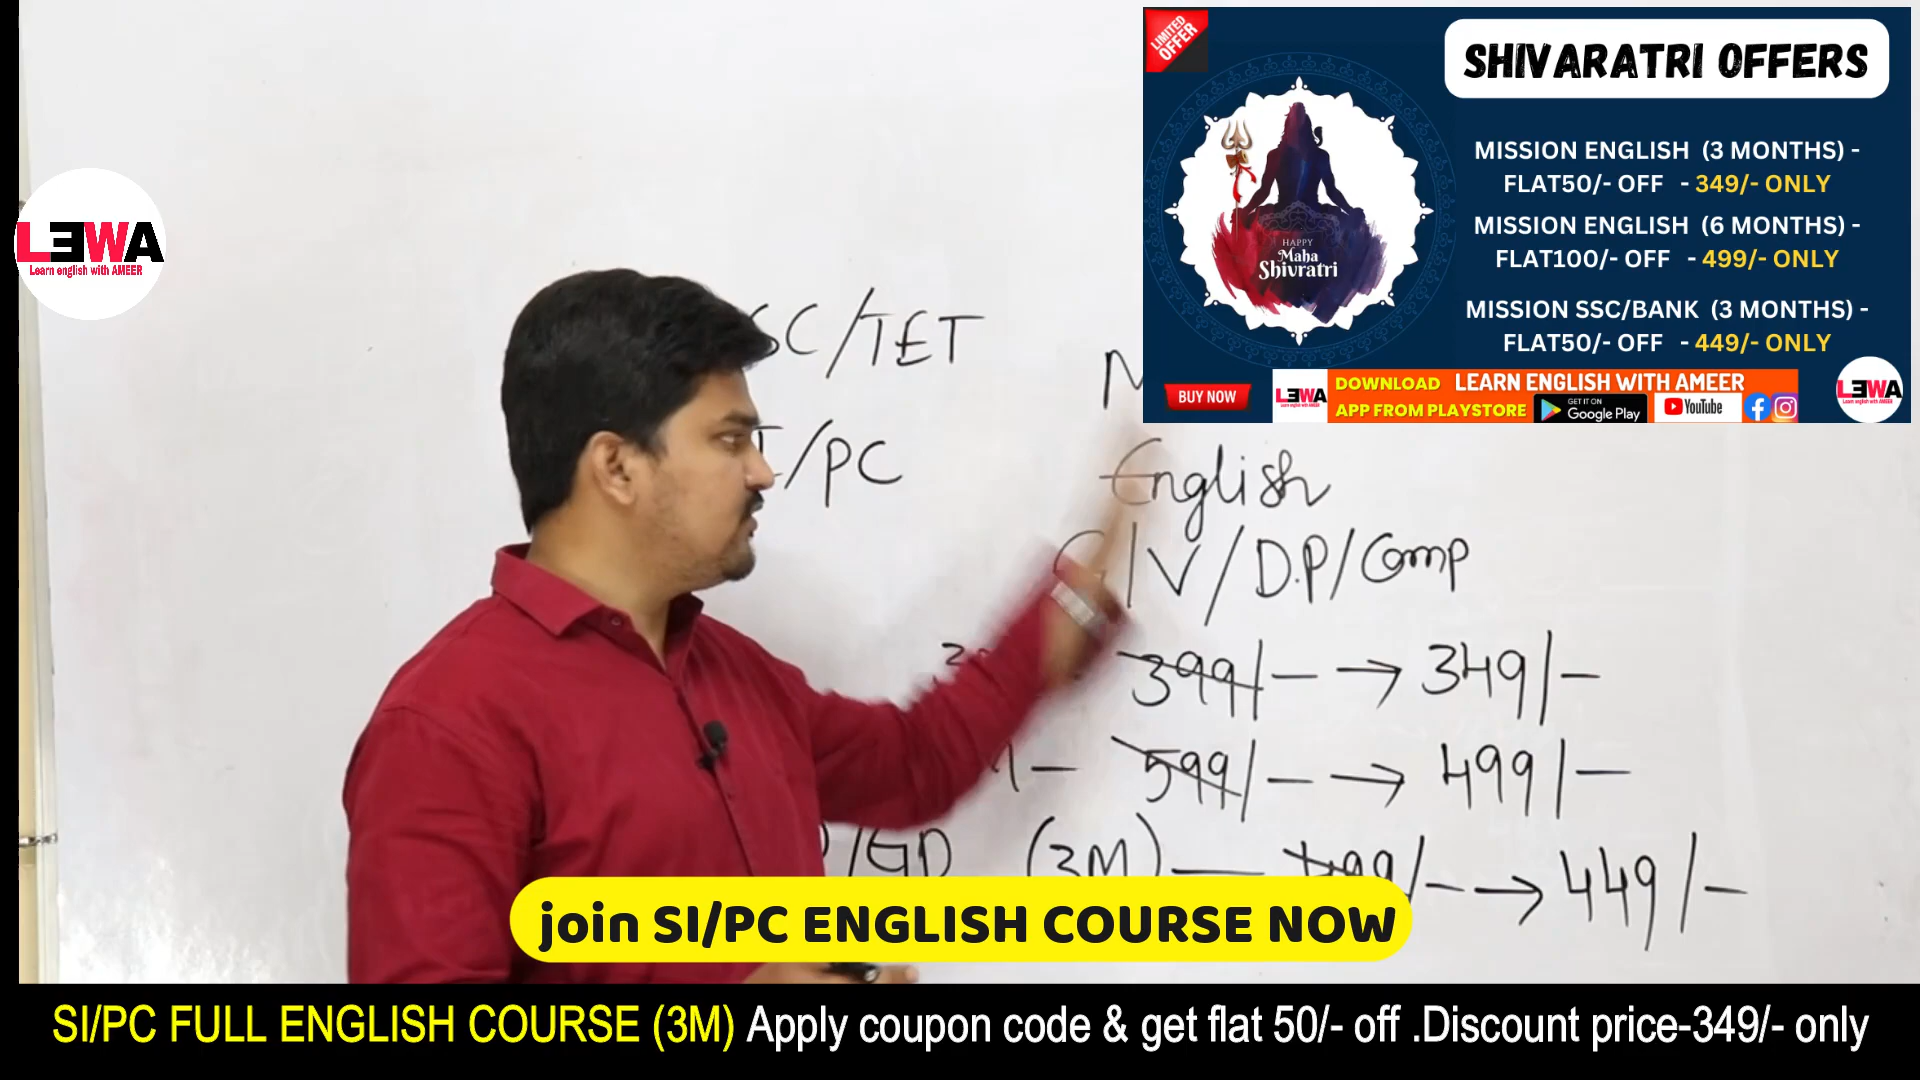 LIMITED
OFFER
SHIVARATRI OFFERS
MISSION ENGLISH (3 MONTHS) -
FLAT50/- OFF - 349/- ONLY
MISSION ENGLISH (6 MONTHS) -
FLAT100/- OFF - 499/- ONLY
MISSION SSC/BANK (3 MONTHS) -
FLAT50/- OFF - 449/- ONLY
HAPPY
Maha
Shivratri
BUY NOW
LEWA
DOWNLOAD LEARN ENGLISH WITH AMEER
APP FROM PLAYSTORE GET IT ON Google Play YouTube
LEWA
LEWA
Learn english with AMEER
SC/TET
/PC
English
G/V/D.P/Comp
399/- → 349/-
599/- → 499/-
/GD (3M) — 499/- → 449/-
join SI/PC ENGLISH COURSE NOW
SI/PC FULL ENGLISH COURSE (3M) Apply coupon code & get flat 50/- off .Discount price-349/- only